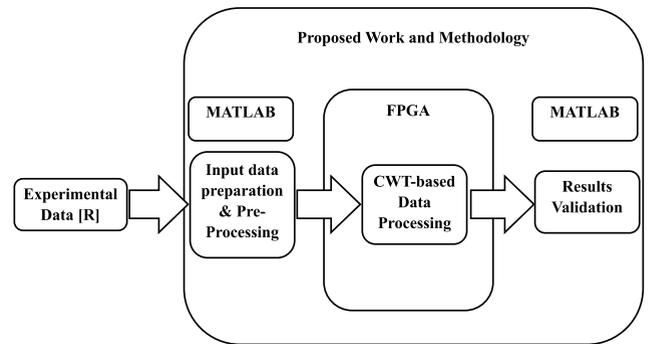 Proposed Work and Methodology
MATLAB
FPGA
MATLAB
Experimental
Data [R]
Input data
preparation
& Pre-
Processing
CWT-based
Data
Processing
Results
Validation